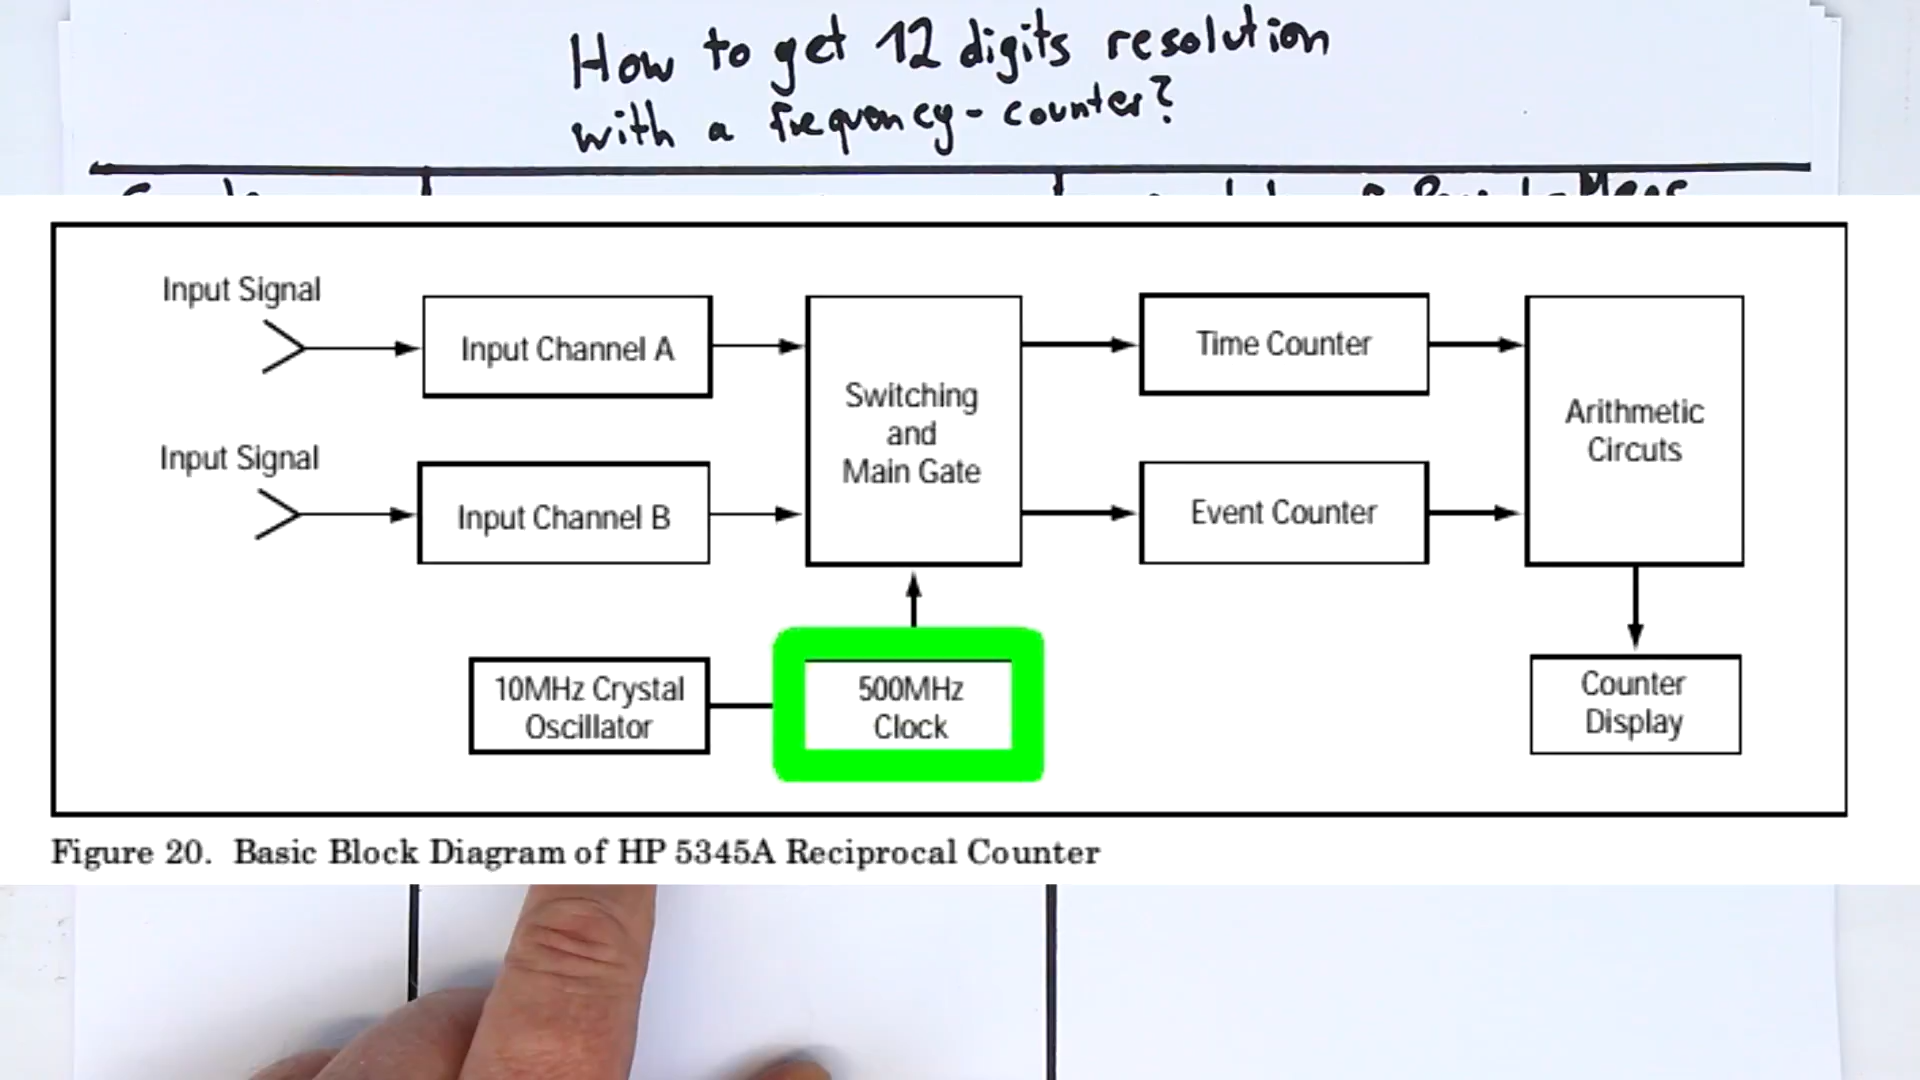 How to get 12 digits resolution
with a frequency-counter?
Input Signal
Input Channel A
Input Signal
Input Channel B
Switching
and
Main Gate
Time Counter
Event Counter
Arithmetic
Circuts
10MHz Crystal
Oscillator
500MHz
Clock
Counter
Display
Figure 20. Basic Block Diagram of HP 5345A Reciprocal Counter